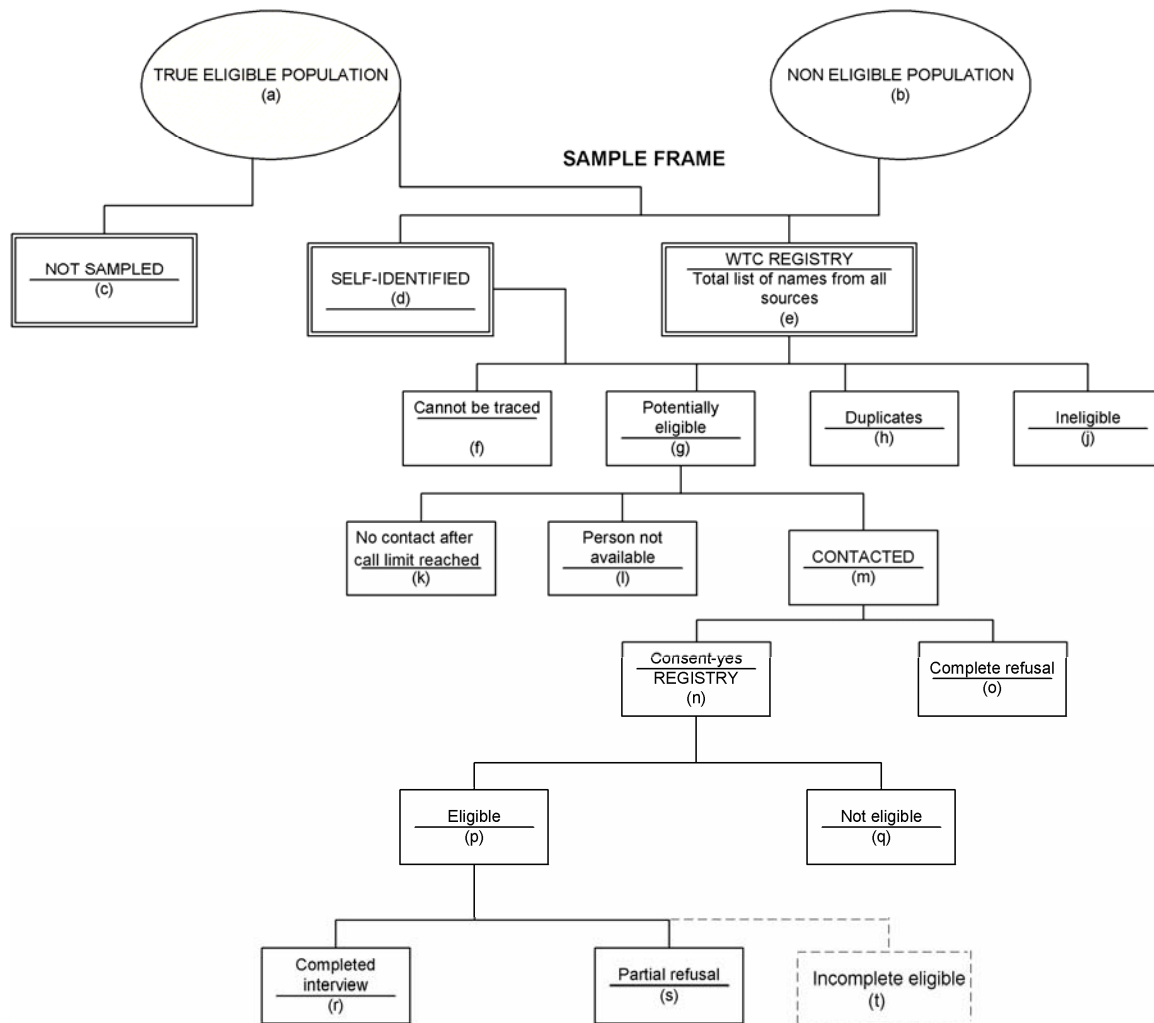 TRUE ELIGIBLE POPULATION
(a)
NON ELIGIBLE POPULATION
(b)
SAMPLE FRAME
NOT SAMPLED
(c)
SELF-IDENTIFIED
(d)
WTC REGISTRY
Total list of names from all
sources
(e)
Cannot be traced
(f)
Potentially
eligible
(g)
Duplicates
(h)
Ineligible
(j)
No contact after
call limit reached
(k)
Person not
available
(l)
CONTACTED
(m)
Consent-yes
REGISTRY
(n)
Complete refusal
(o)
Eligible
(p)
Not eligible
(q)
Completed
interview
(r)
Partial refusal
(s)
Incomplete eligible
(t)